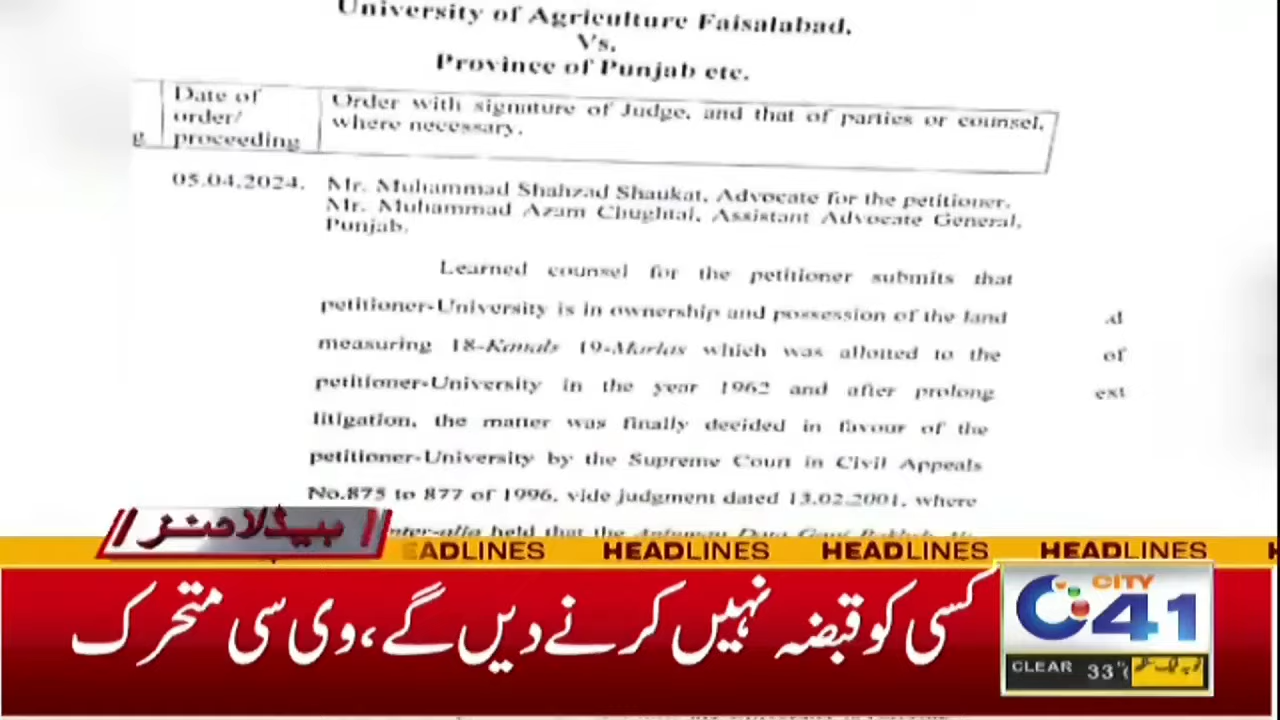 University of Agriculture Faisalabad,
Vs.
Province of Punjab etc.
Date of order/ proceeding
Order with signature of Judge, and that of parties or counsel, where necessary.
05.04.2024.
Mr. Muhammad Shahzad Shaukat, Advocate for the petitioner.
Mr. Muhammad Azam Chughtai, Assistant Advocate General,
Punjab.
Learned counsel for the petitioner submits that
petitioner-University is in ownership and possession of the land
measuring 18-Kanals 19-Marlas which was allotted to the
petitioner-University in the year 1962 and after prolong
litigation, the matter was finally decided in favour of the
petitioner-University by the Supreme Court in Civil Appeals
No.875 to 877 of 1996, vide judgment dated 13.02.2001, where
held that the
of
ext
ہیڈلائنز
EADLINES HEADLINES HEADLINES HEADLINES
کسی کو قبضہ نہیں کرنے دیں گے، وی سی متحرک
CITY
41
CLEAR 33°